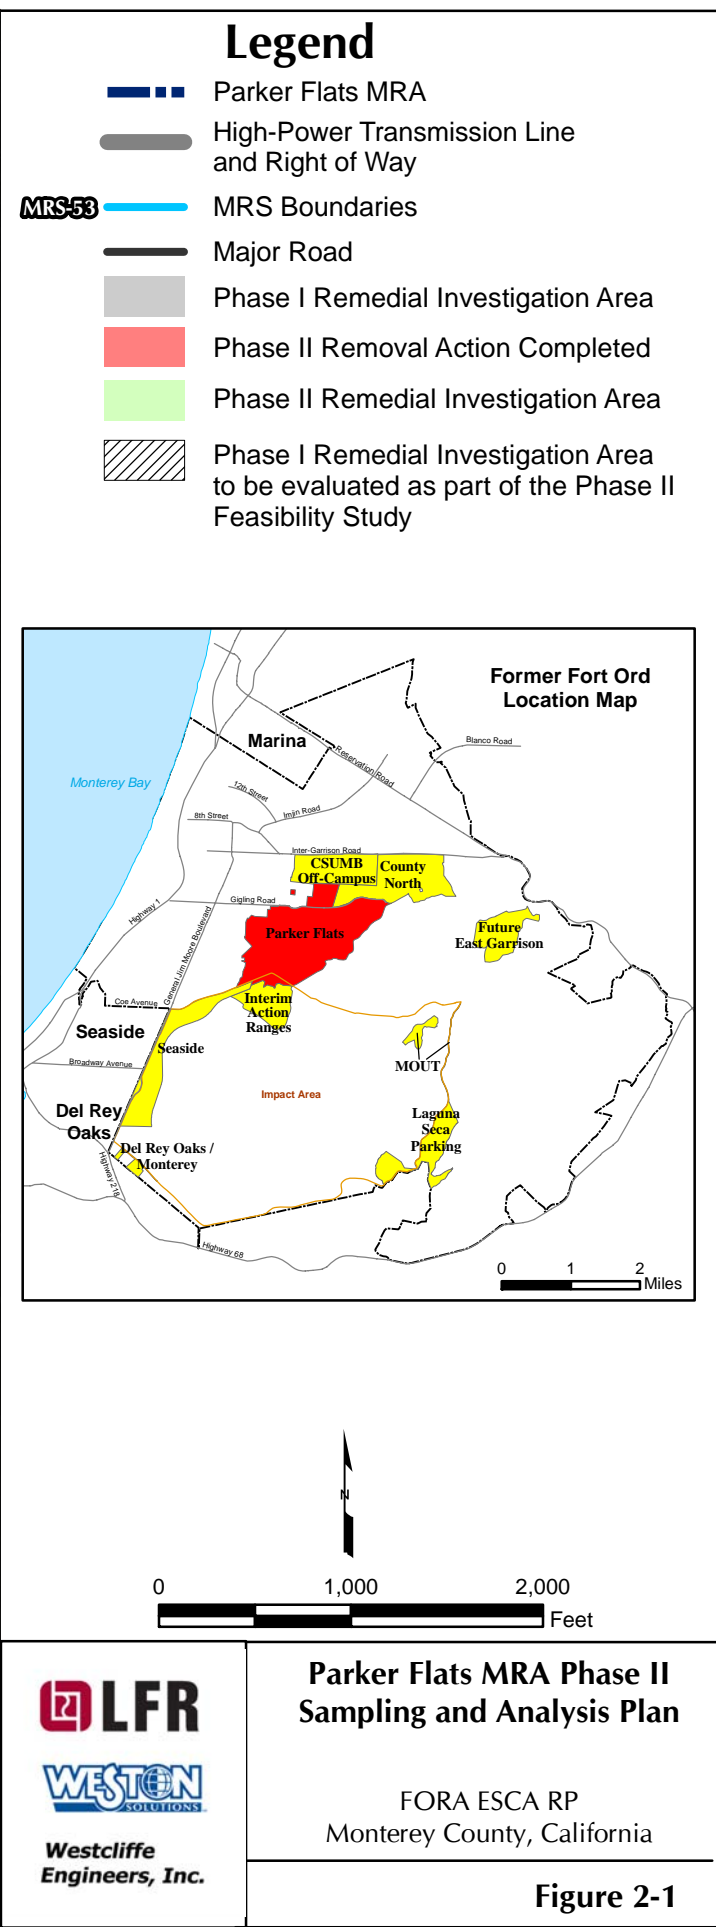 Legend
Parker Flats MRA
High-Power Transmission Line
and Right of Way
MRS-53
MRS Boundaries
Major Road
Phase I Remedial Investigation Area
Phase II Removal Action Completed
Phase II Remedial Investigation Area
Phase I Remedial Investigation Area
to be evaluated as part of the Phase II
Feasibility Study
Former Fort Ord
Location Map
Marina
Blanco Road
Reservation Road
Monterey Bay
12th Street
Imjin Road
8th Street
Inter-Garrison Road
CSUMB
Off-Campus
County
North
Gigling Road
Highway 1
General Jim Moore Boulevard
Parker Flats
Future
East Garrison
Coe Avenue
Interim
Action
Ranges
Seaside
Seaside
Broadway Avenue
MOUT
Impact Area
Del Rey
Oaks
Laguna
Seca
Parking
Del Rey Oaks /
Monterey
Highway 218
Highway 68
0 1 2
Miles
N
0 1,000 2,000
Feet
LFR
WESTON
SOLUTIONS
Westcliffe
Engineers, Inc.
Parker Flats MRA Phase II
Sampling and Analysis Plan
FORA ESCA RP
Monterey County, California
Figure 2-1